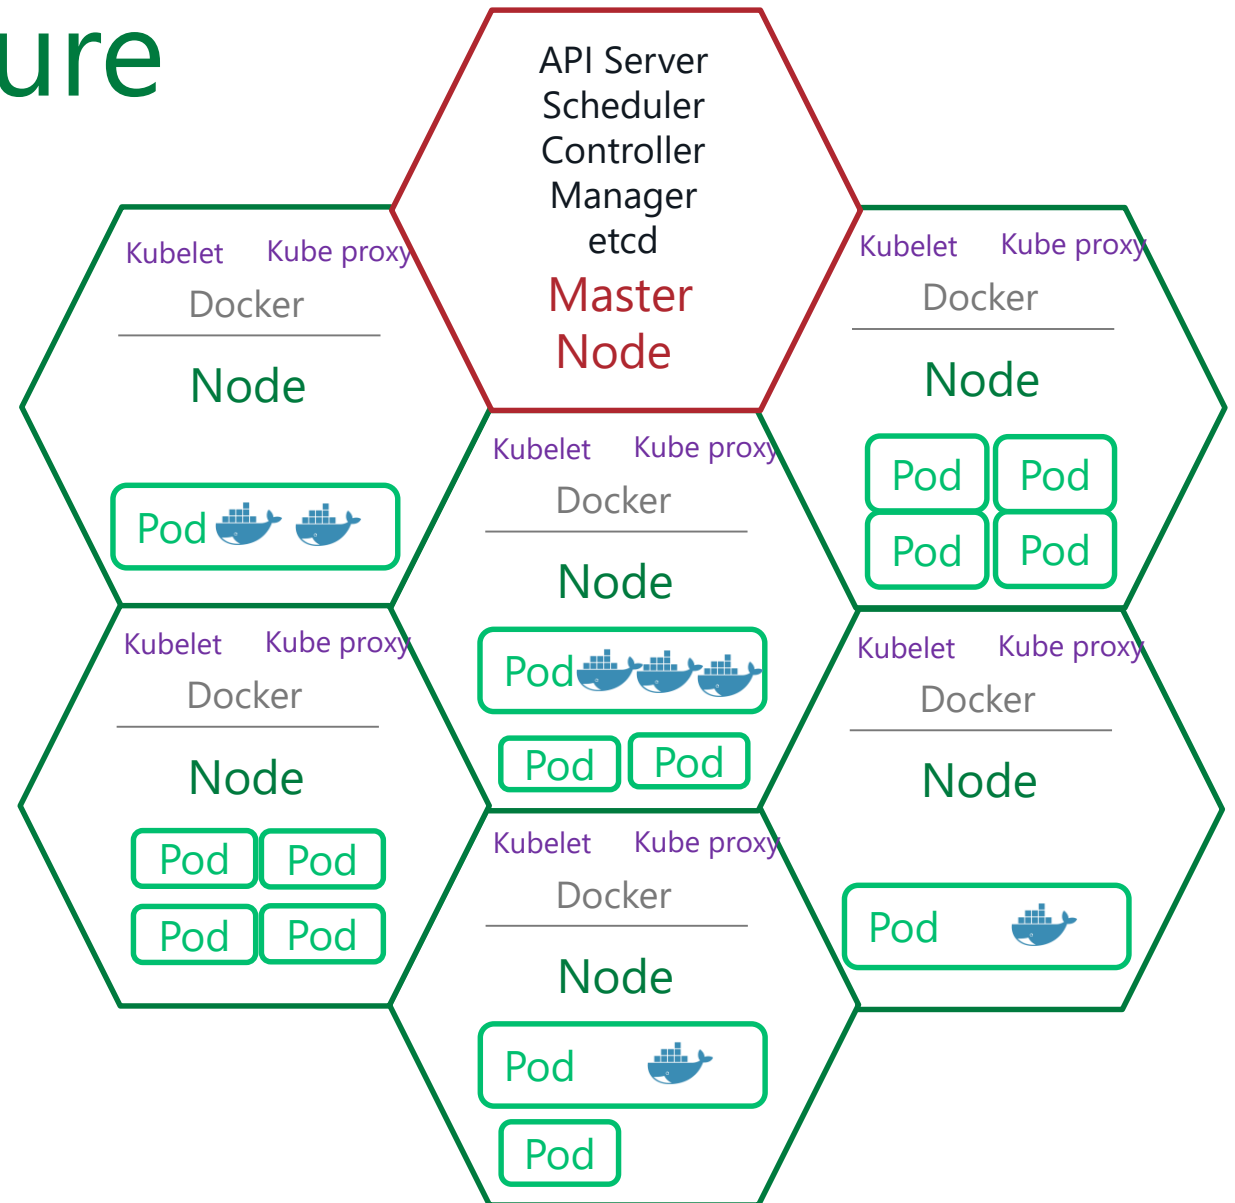 ure
API Server
Scheduler
Controller
Manager
etcd
Master
Node
Kubelet Kube proxy
Docker
Node
Pod
Kubelet Kube proxy
Docker
Node
Pod Pod
Pod Pod
Kubelet Kube proxy
Docker
Node
Pod
Pod Pod
Kubelet Kube proxy
Docker
Node
Pod Pod
Pod Pod
Kubelet Kube proxy
Docker
Node
Pod
Kubelet Kube proxy
Docker
Node
Pod
Pod